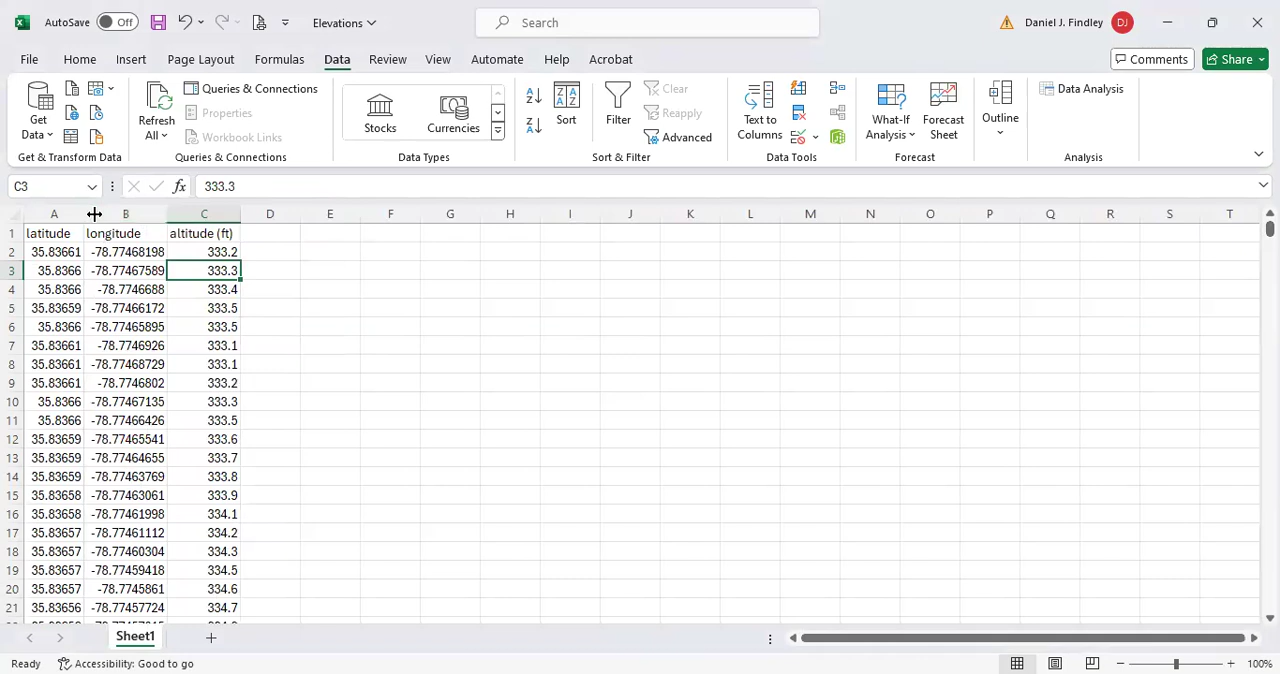 AutoSave Off Elevations Search Daniel J. Findley DJ
File Home Insert Page Layout Formulas Data Review View Automate Help Acrobat Comments Share
Get Data Refresh All Queries & Connections Properties Workbook Links Stocks Currencies Sort Filter Clear Reapply Advanced Text to Columns What-If Analysis Forecast Sheet Outline Data Analysis
Get & Transform Data Queries & Connections Data Types Sort & Filter Data Tools Forecast Analysis
C3 fx 333.3
A B C D E F G H I J K L M N O P Q R S T
1 latitude longitude altitude (ft)
2 35.83661 -78.77468198 333.2
3 35.8366 -78.77467589 333.3
4 35.8366 -78.7746688 333.4
5 35.83659 -78.77466172 333.5
6 35.8366 -78.77465895 333.5
7 35.83661 -78.7746926 333.1
8 35.83661 -78.77468729 333.1
9 35.83661 -78.7746802 333.2
10 35.8366 -78.77467135 333.3
11 35.8366 -78.77466426 333.5
12 35.83659 -78.77465541 333.6
13 35.83659 -78.77464655 333.7
14 35.83659 -78.77463769 333.8
15 35.83658 -78.77463061 333.9
16 35.83658 -78.77461998 334.1
17 35.83657 -78.77461112 334.2
18 35.83657 -78.77460304 334.3
19 35.83657 -78.77459418 334.5
20 35.83657 -78.7745861 334.6
21 35.83656 -78.77457724 334.7
Sheet1
Ready Accessibility: Good to go 100%